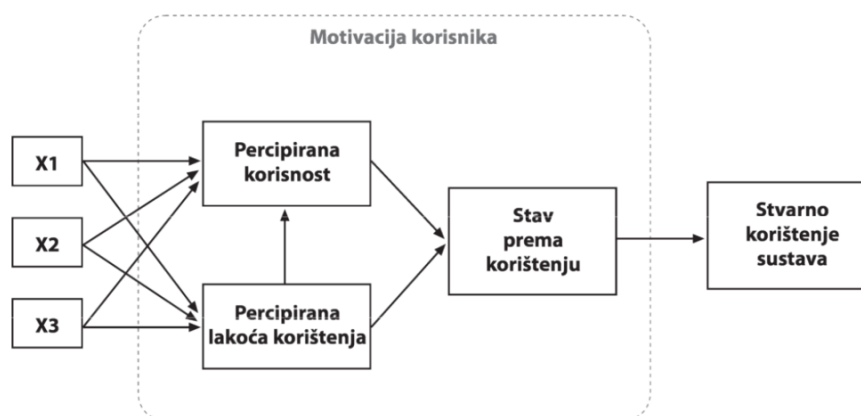 Motivacija korisnika
X1
X2
X3
Percipirana
korisnost
Percipirana
lakoća korištenja
Stav
prema
korištenju
Stvarno
korištenje
sustava